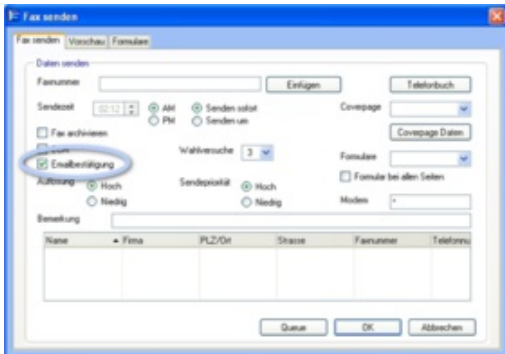 Fax senden
Fax senden Vorschau Formulare
Daten senden
Faxnummer Einfügen Telefonbuch
Sendezeit 02:12 AM Senden sofort Coverpage
PM Senden um
Fax archivieren Coverpage Daten
Wahlversuche 3 Formulare
Emailbestätigung
Formular bei allen Seiten
Auflösung Hoch Sendepriorität Hoch
Niedrig Niedrig Modem *
Bemerkung
Name Firma PLZ/Ort Strasse Faxnummer Telefonnu
Queue OK Abbrechen